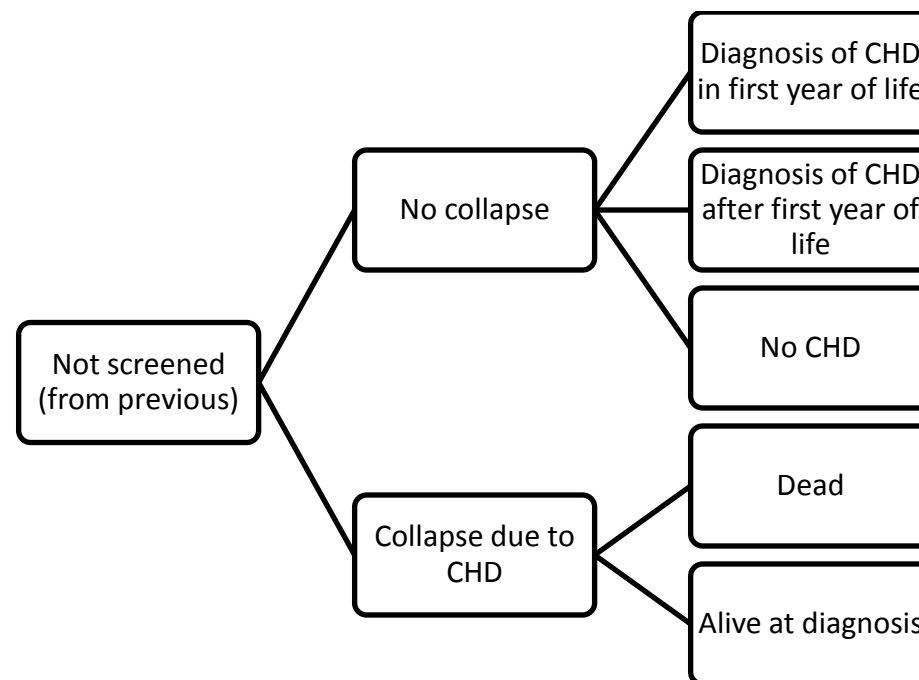 Diagnosis of CHD
in first year of life
No collapse
Diagnosis of CHD
after first year of
life
No CHD
Not screened
(from previous)
Dead
Collapse due to
CHD
Alive at diagnosis